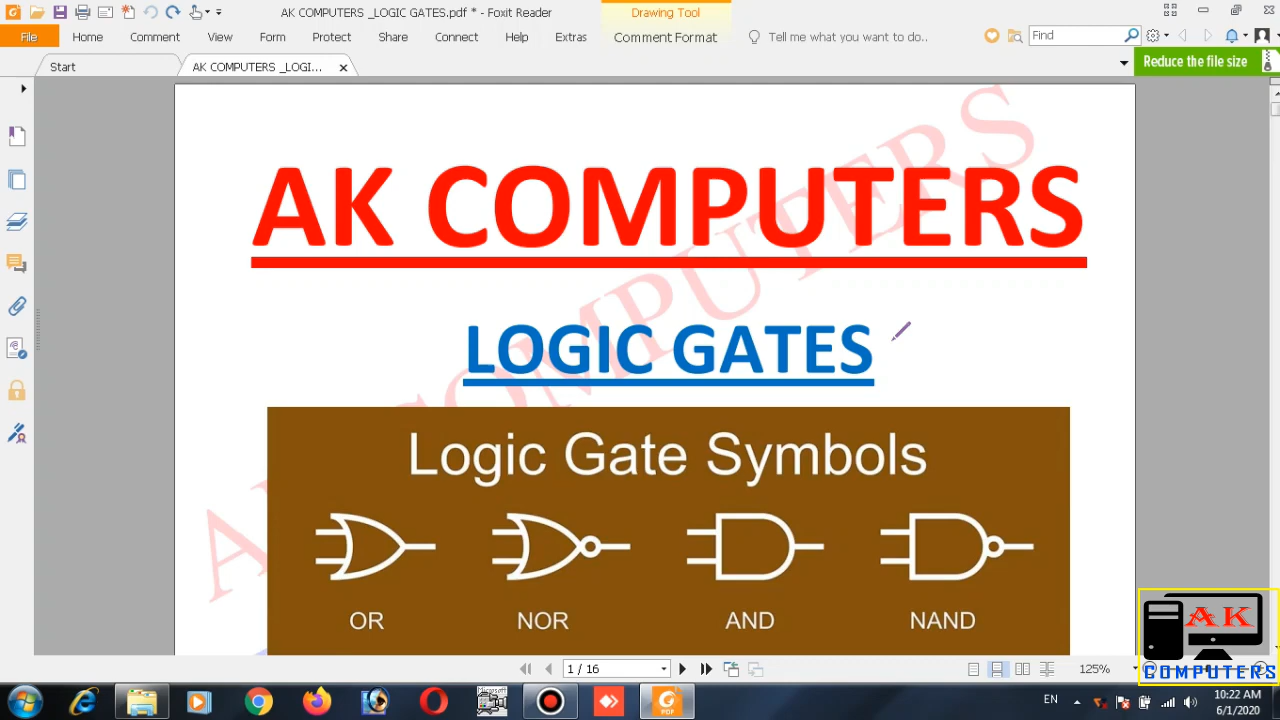 AK COMPUTERS _LOGIC GATES.pdf * - Foxit Reader
Drawing Tool
File
Home
Comment
View
Form
Protect
Share
Connect
Help
Extras
Comment Format
Tell me what you want to do..
Find
Start
AK COMPUTERS _LOGI...
Reduce the file size
AK COMPUTERS
AK COMPUTERS
LOGIC GATES
Logic Gate Symbols
OR
NOR
AND
NAND
AK
COMPUTERS
1 / 16
125%
EN
10:22 AM
6/1/2020